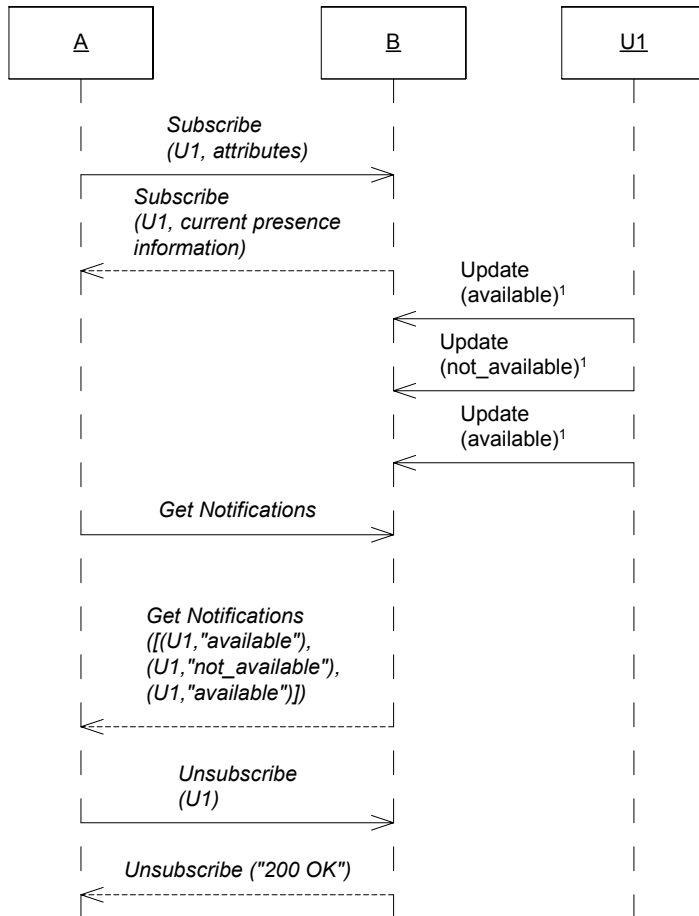 A
B
U1
Subscribe
(U1, attributes)
Subscribe
(U1, current presence
information)
Update
(available)¹
Update
(not_available)¹
Update
(available)¹
Get Notifications
Get Notifications
([(U1,"available"),
(U1,"not_available"),
(U1,"available")])
Unsubscribe
(U1)
Unsubscribe ("200 OK")